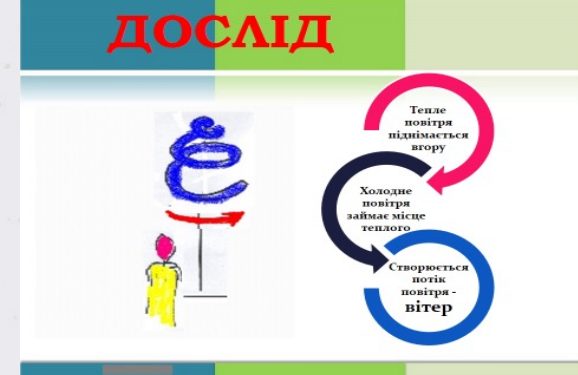 ДОСЛІД
Тепле
повітря
піднімається
вгору
Холодне
повітря
займає місце
теплого
Створюється
потік
повітря -
вітер